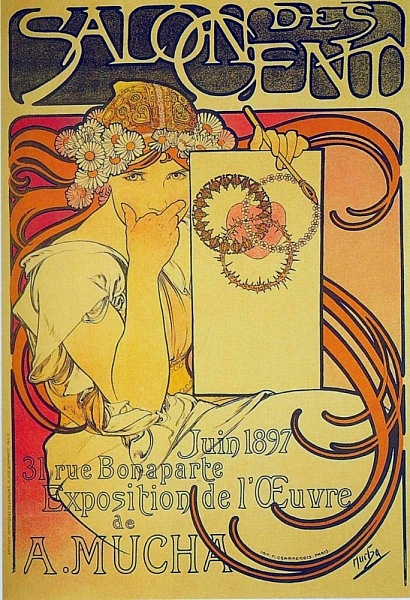 SALON DES
CENT
Juin 1897
31, rue Bonaparte
Exposition de l'Œuvre
de
A. MUCHA
IMP. F. CHAMPENOIS. PARIS.
Mucha